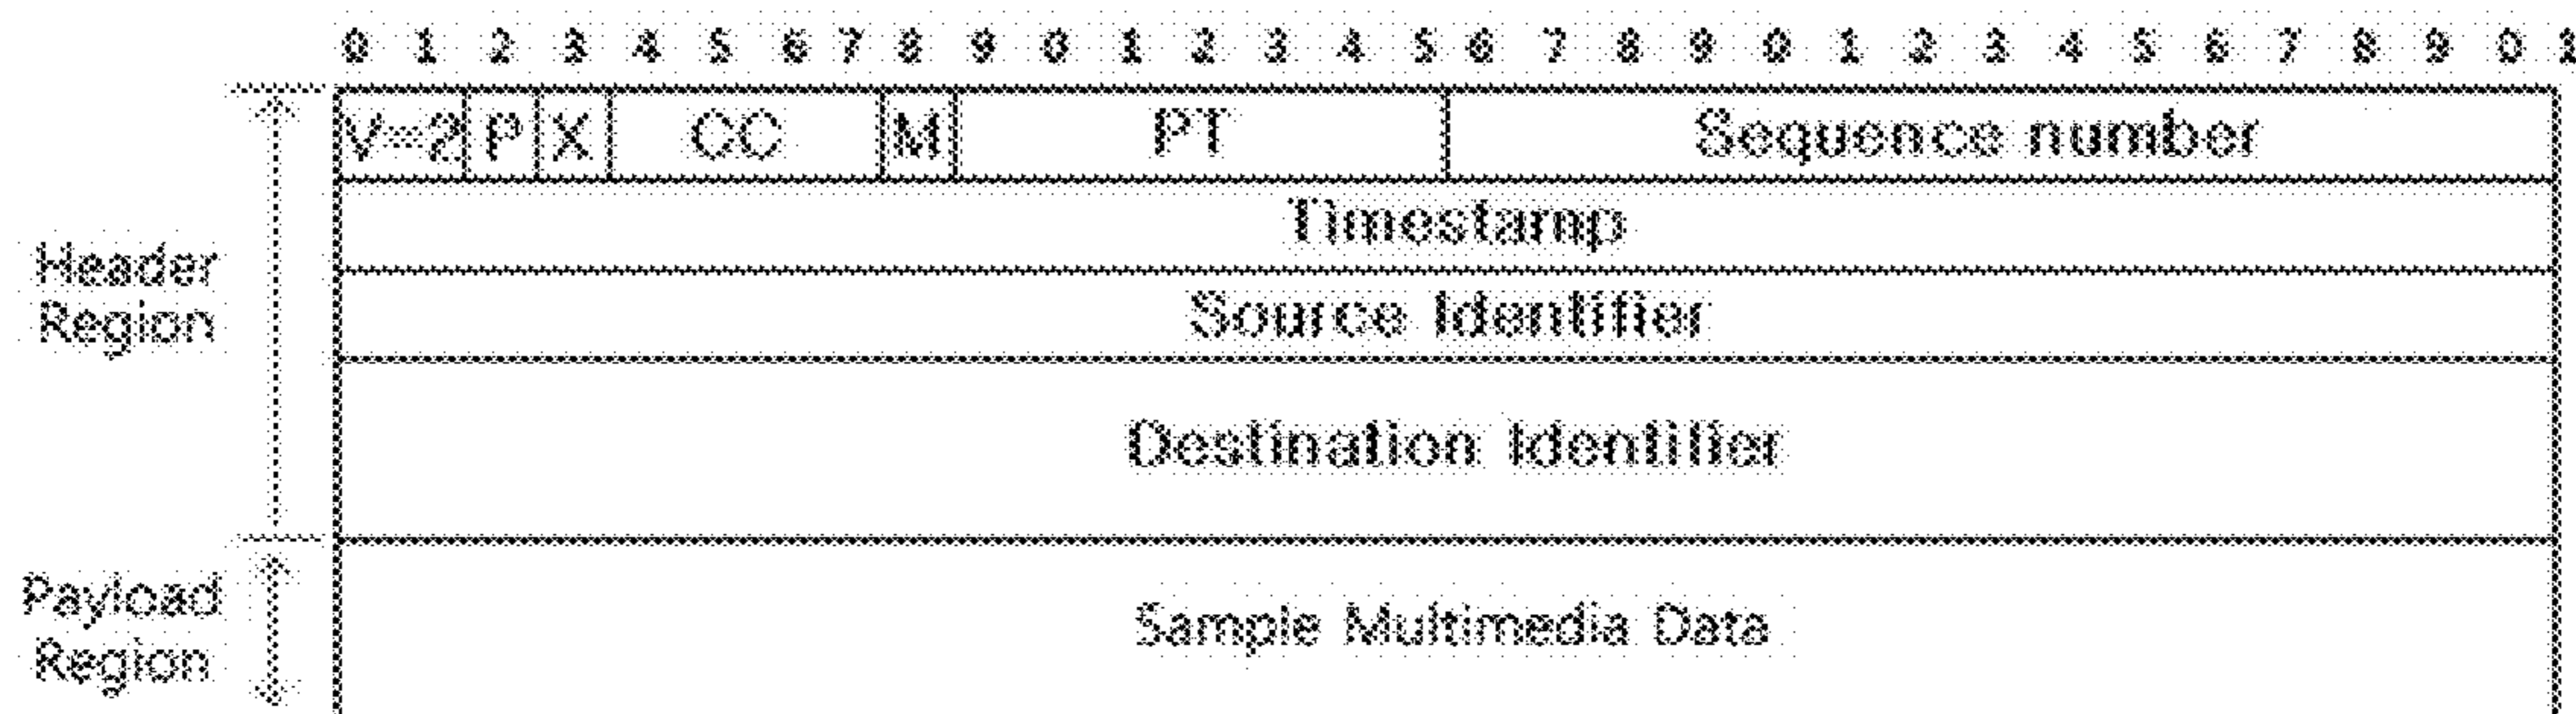 0 1 2 3 4 5 6 7 8 9 0 1 2 3 4 5 6 7 8 9 0 1 2 3 4 5 6 7 8 9 0 1
V=2 P X CC M PT Sequence number
Timestamp
Header
Region
Source Identifier
Destination Identifier
Payload
Region
Sample Multimedia Data